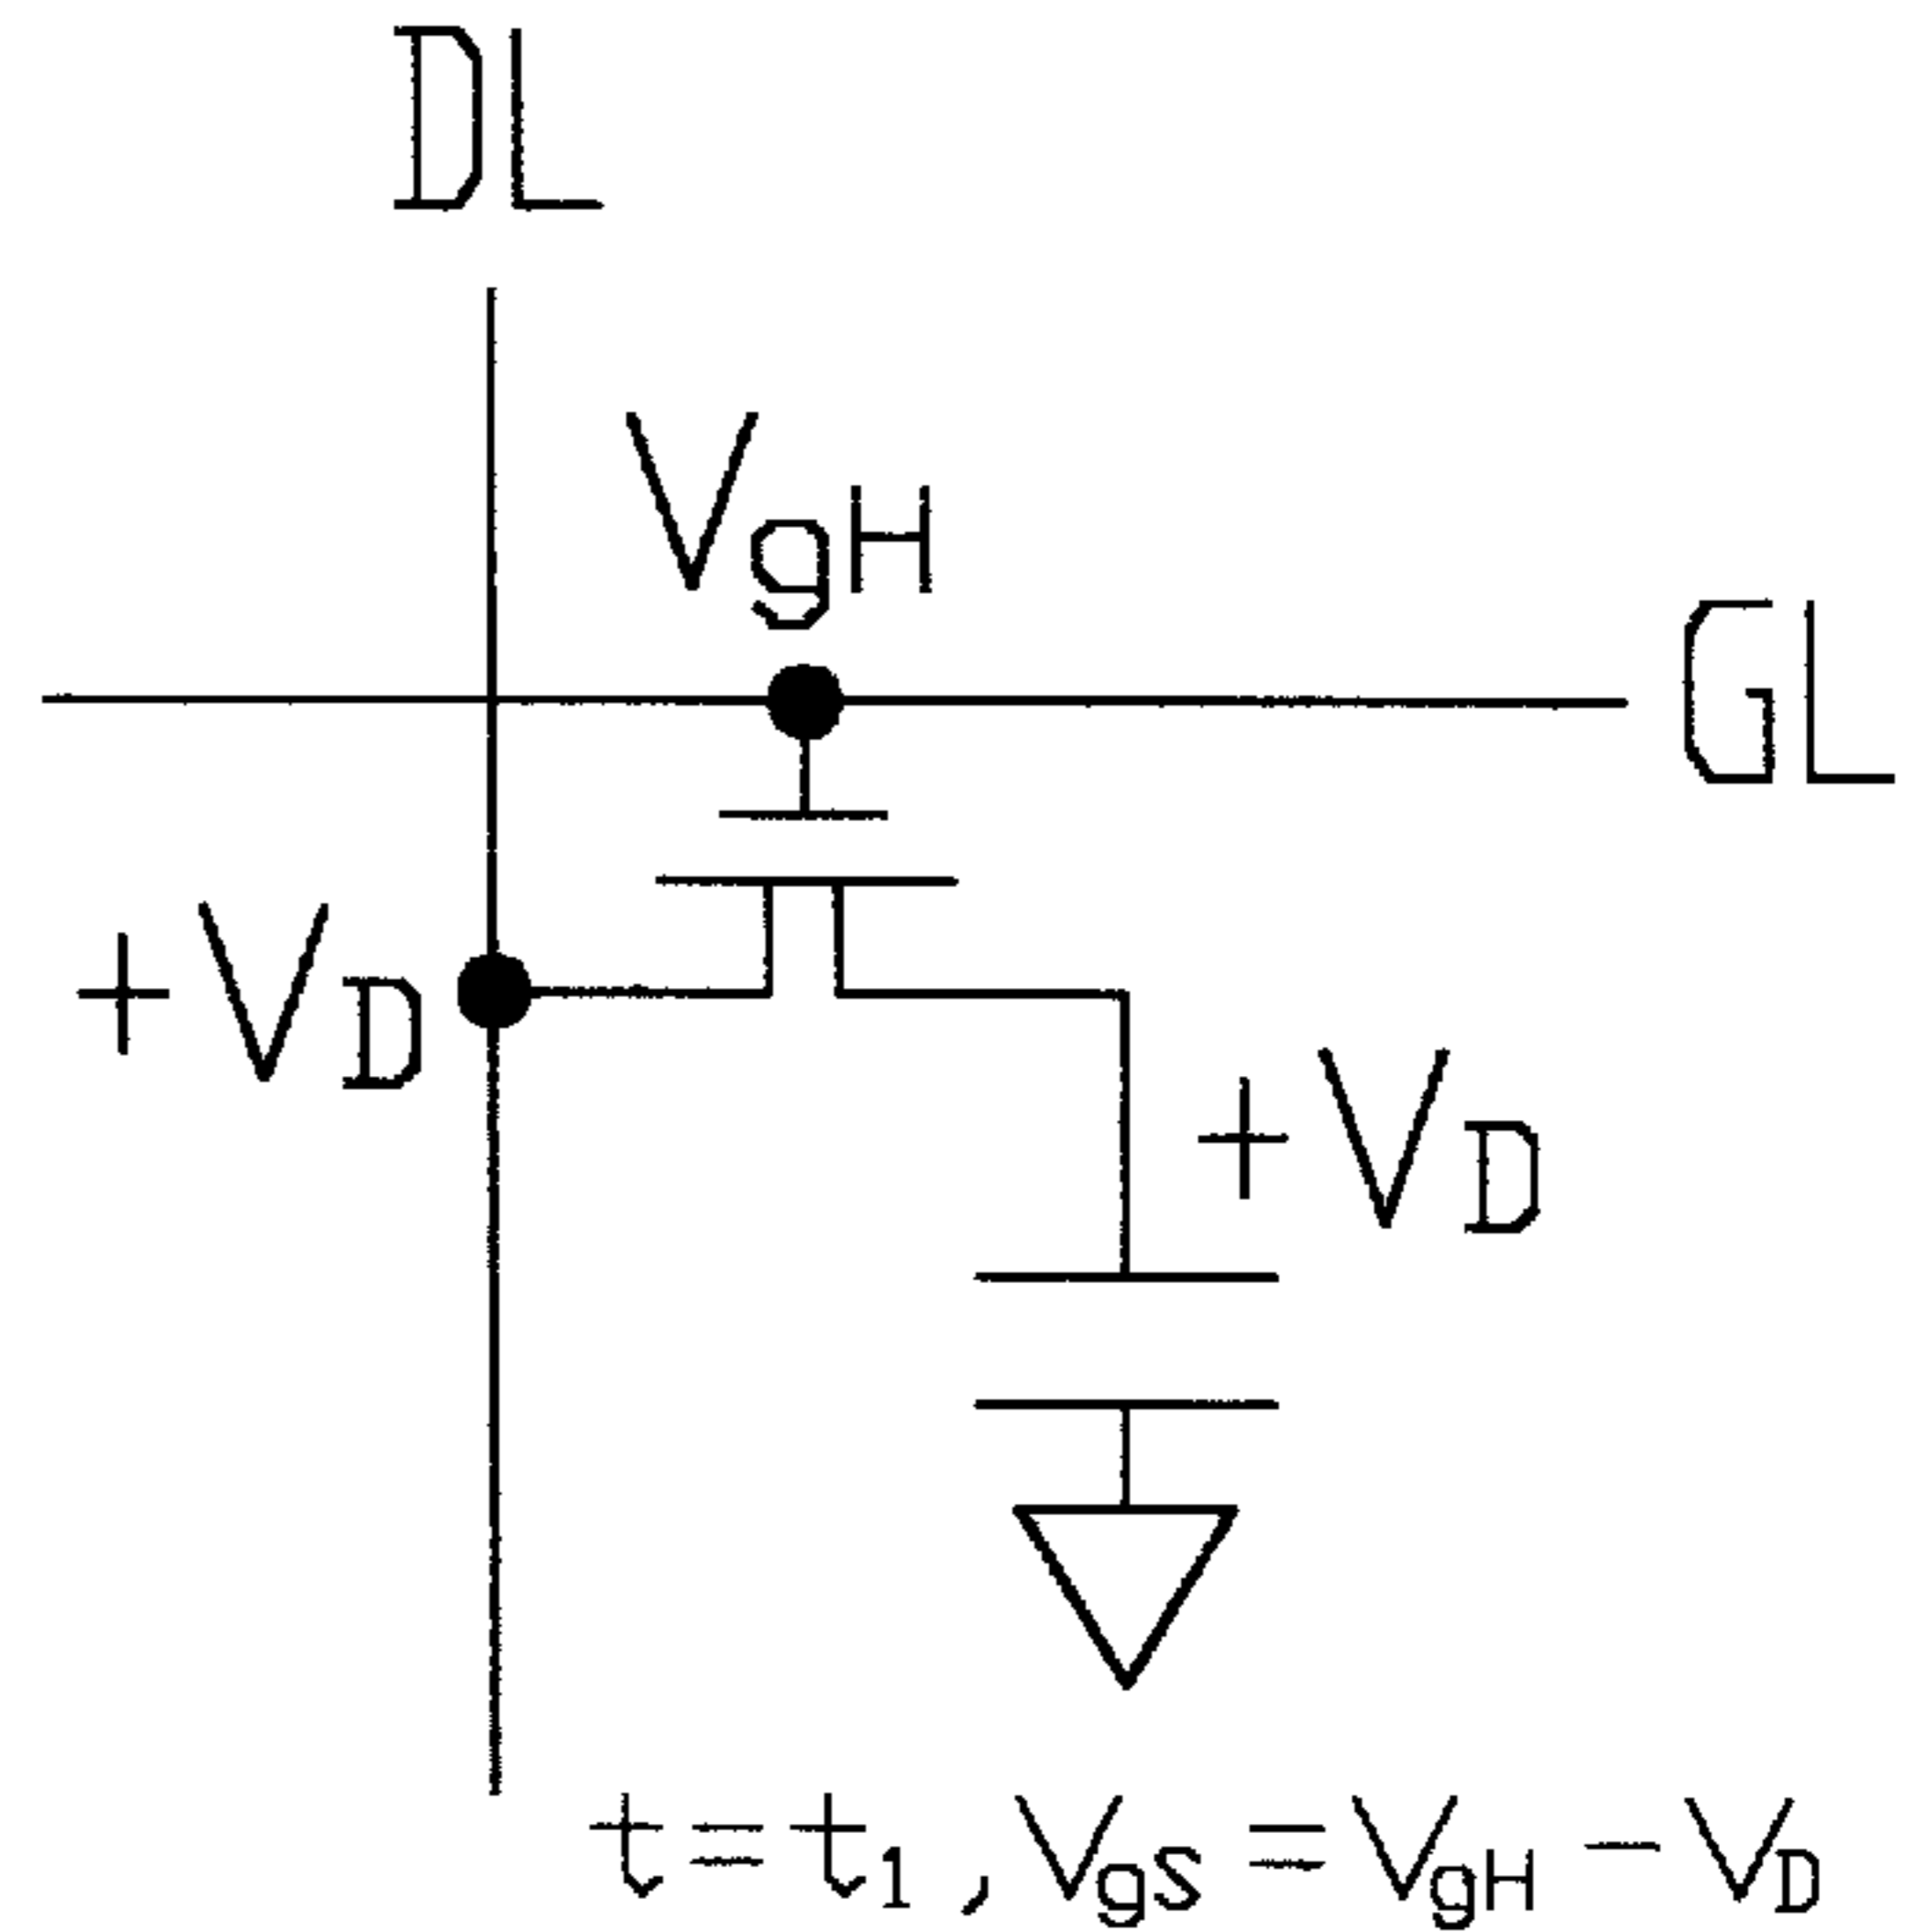 DL
VgH
GL
+VD
+VD
t=t1, VgS = VgH - VD